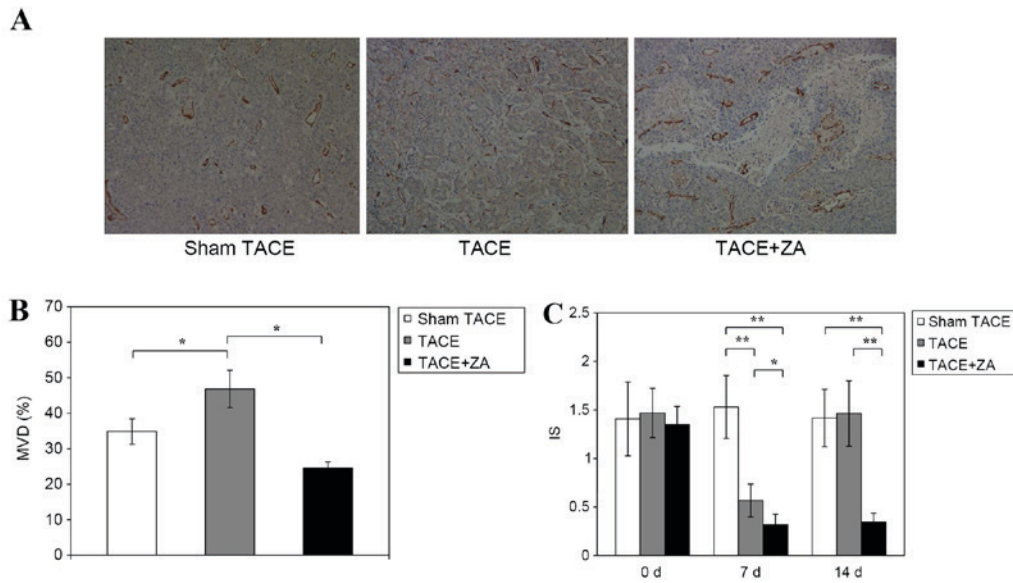 A
Sham TACE TACE TACE+ZA
B
MVD (%)
70
60
50
40
30
20
10
0
* *
Sham TACE
TACE
TACE+ZA
C
IS
2.5
2
1.5
1
0.5
0
** **
** **
*
0 d 7 d 14 d
Sham TACE
TACE
TACE+ZA